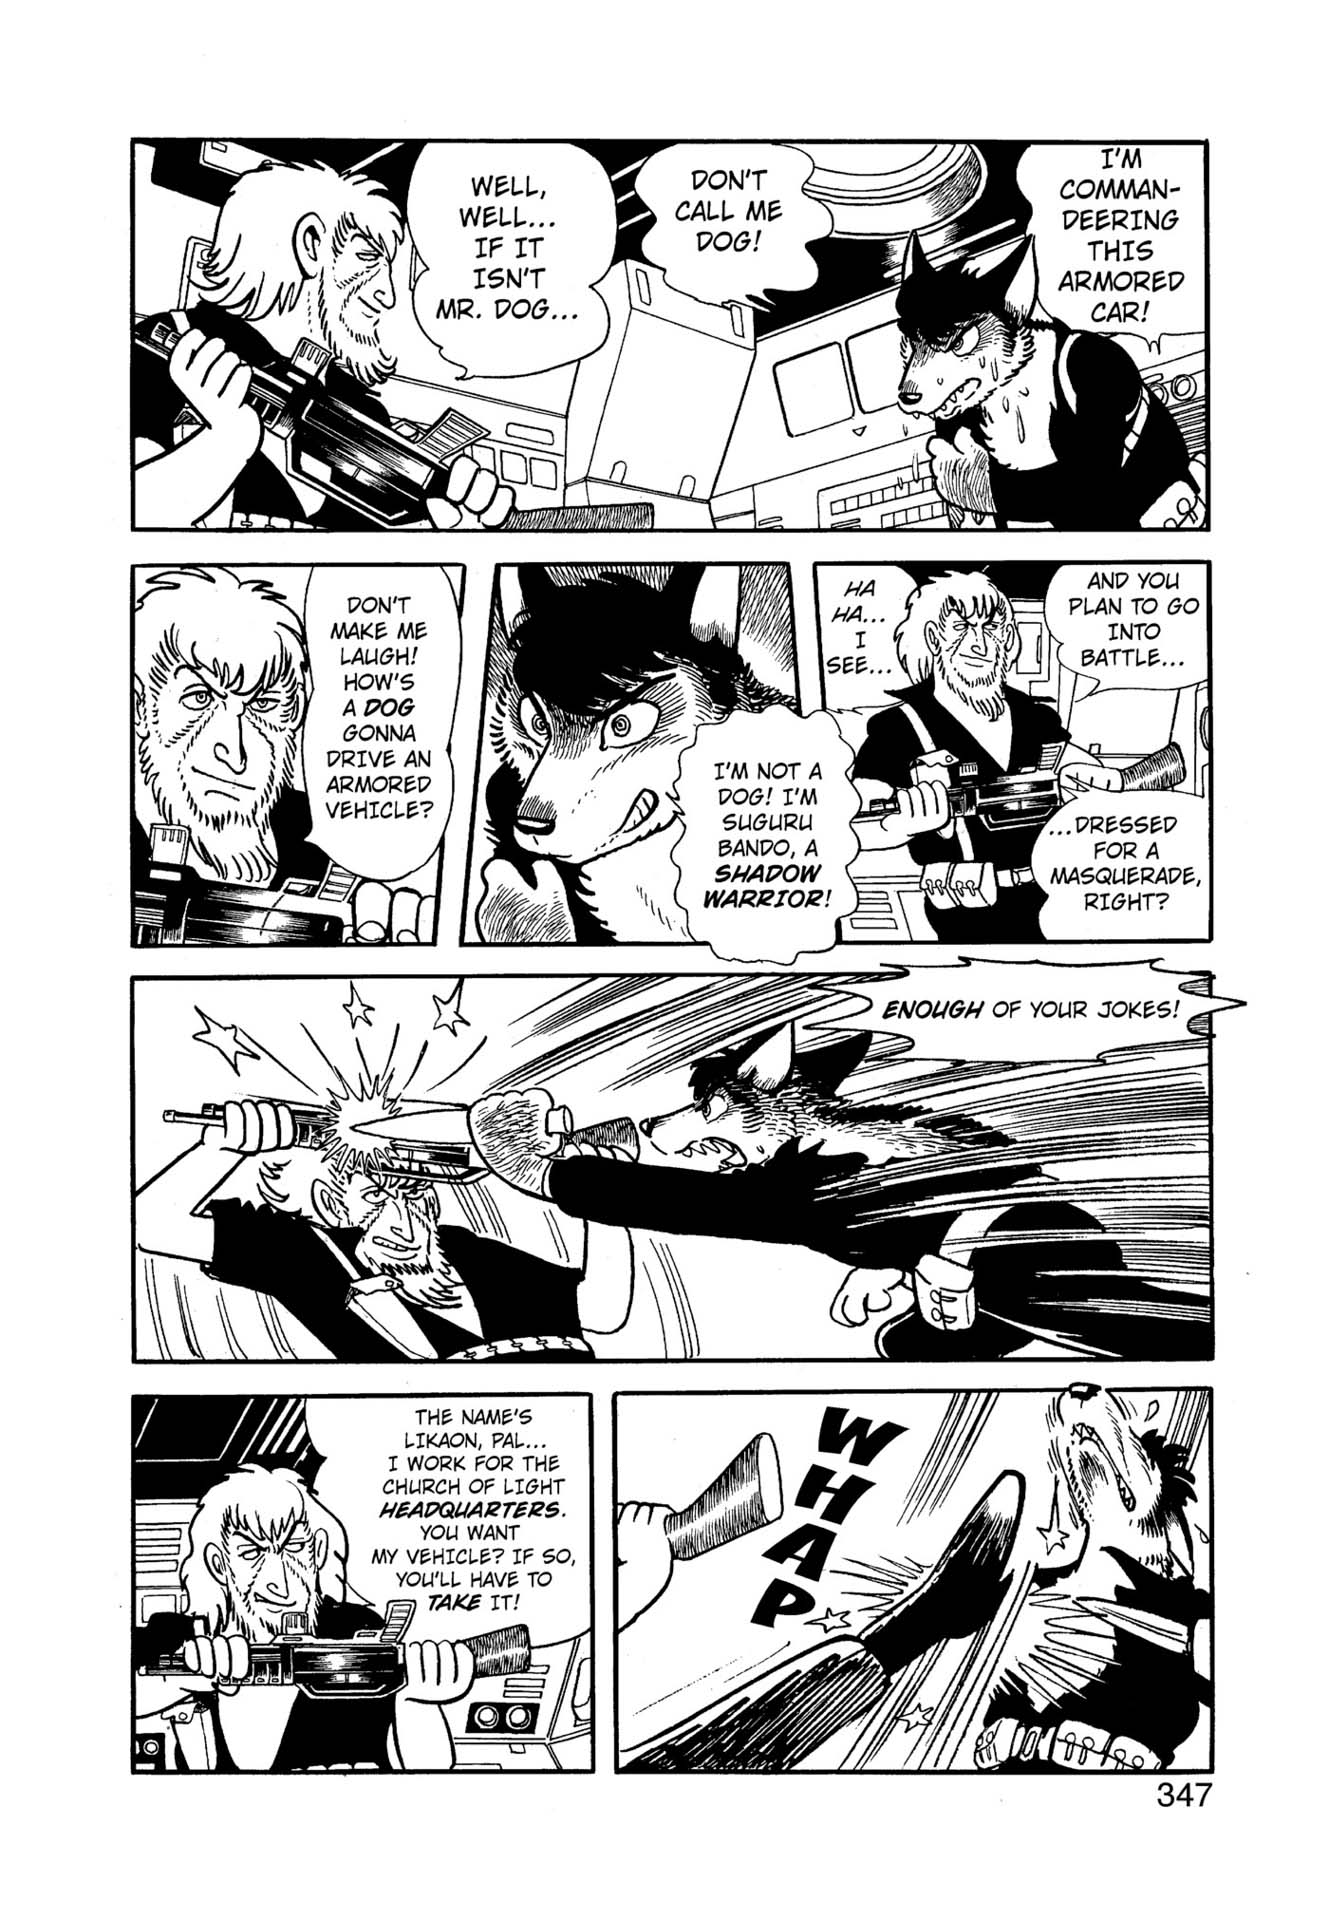 WELL,
WELL...
IF IT
ISN'T
MR. DOG...
DON'T
CALL ME
DOG!
I'M
COMMAN-
DEERING
THIS
ARMORED
CAR!
DON'T
MAKE ME
LAUGH!
HOW'S
A DOG
GONNA
DRIVE AN
ARMORED
VEHICLE?
I'M NOT A
DOG! I'M
SUGURU
BANDO, A
SHADOW
WARRIOR!
HA
HA...
I
SEE...
AND YOU
PLAN TO GO
INTO
BATTLE...
...DRESSED
FOR A
MASQUERADE,
RIGHT?
ENOUGH OF YOUR JOKES!
THE NAME'S
LIKAON, PAL...
I WORK FOR THE
CHURCH OF LIGHT
HEADQUARTERS.
YOU WANT
MY VEHICLE? IF SO,
YOU'LL HAVE TO
TAKE IT!
WHAP
347